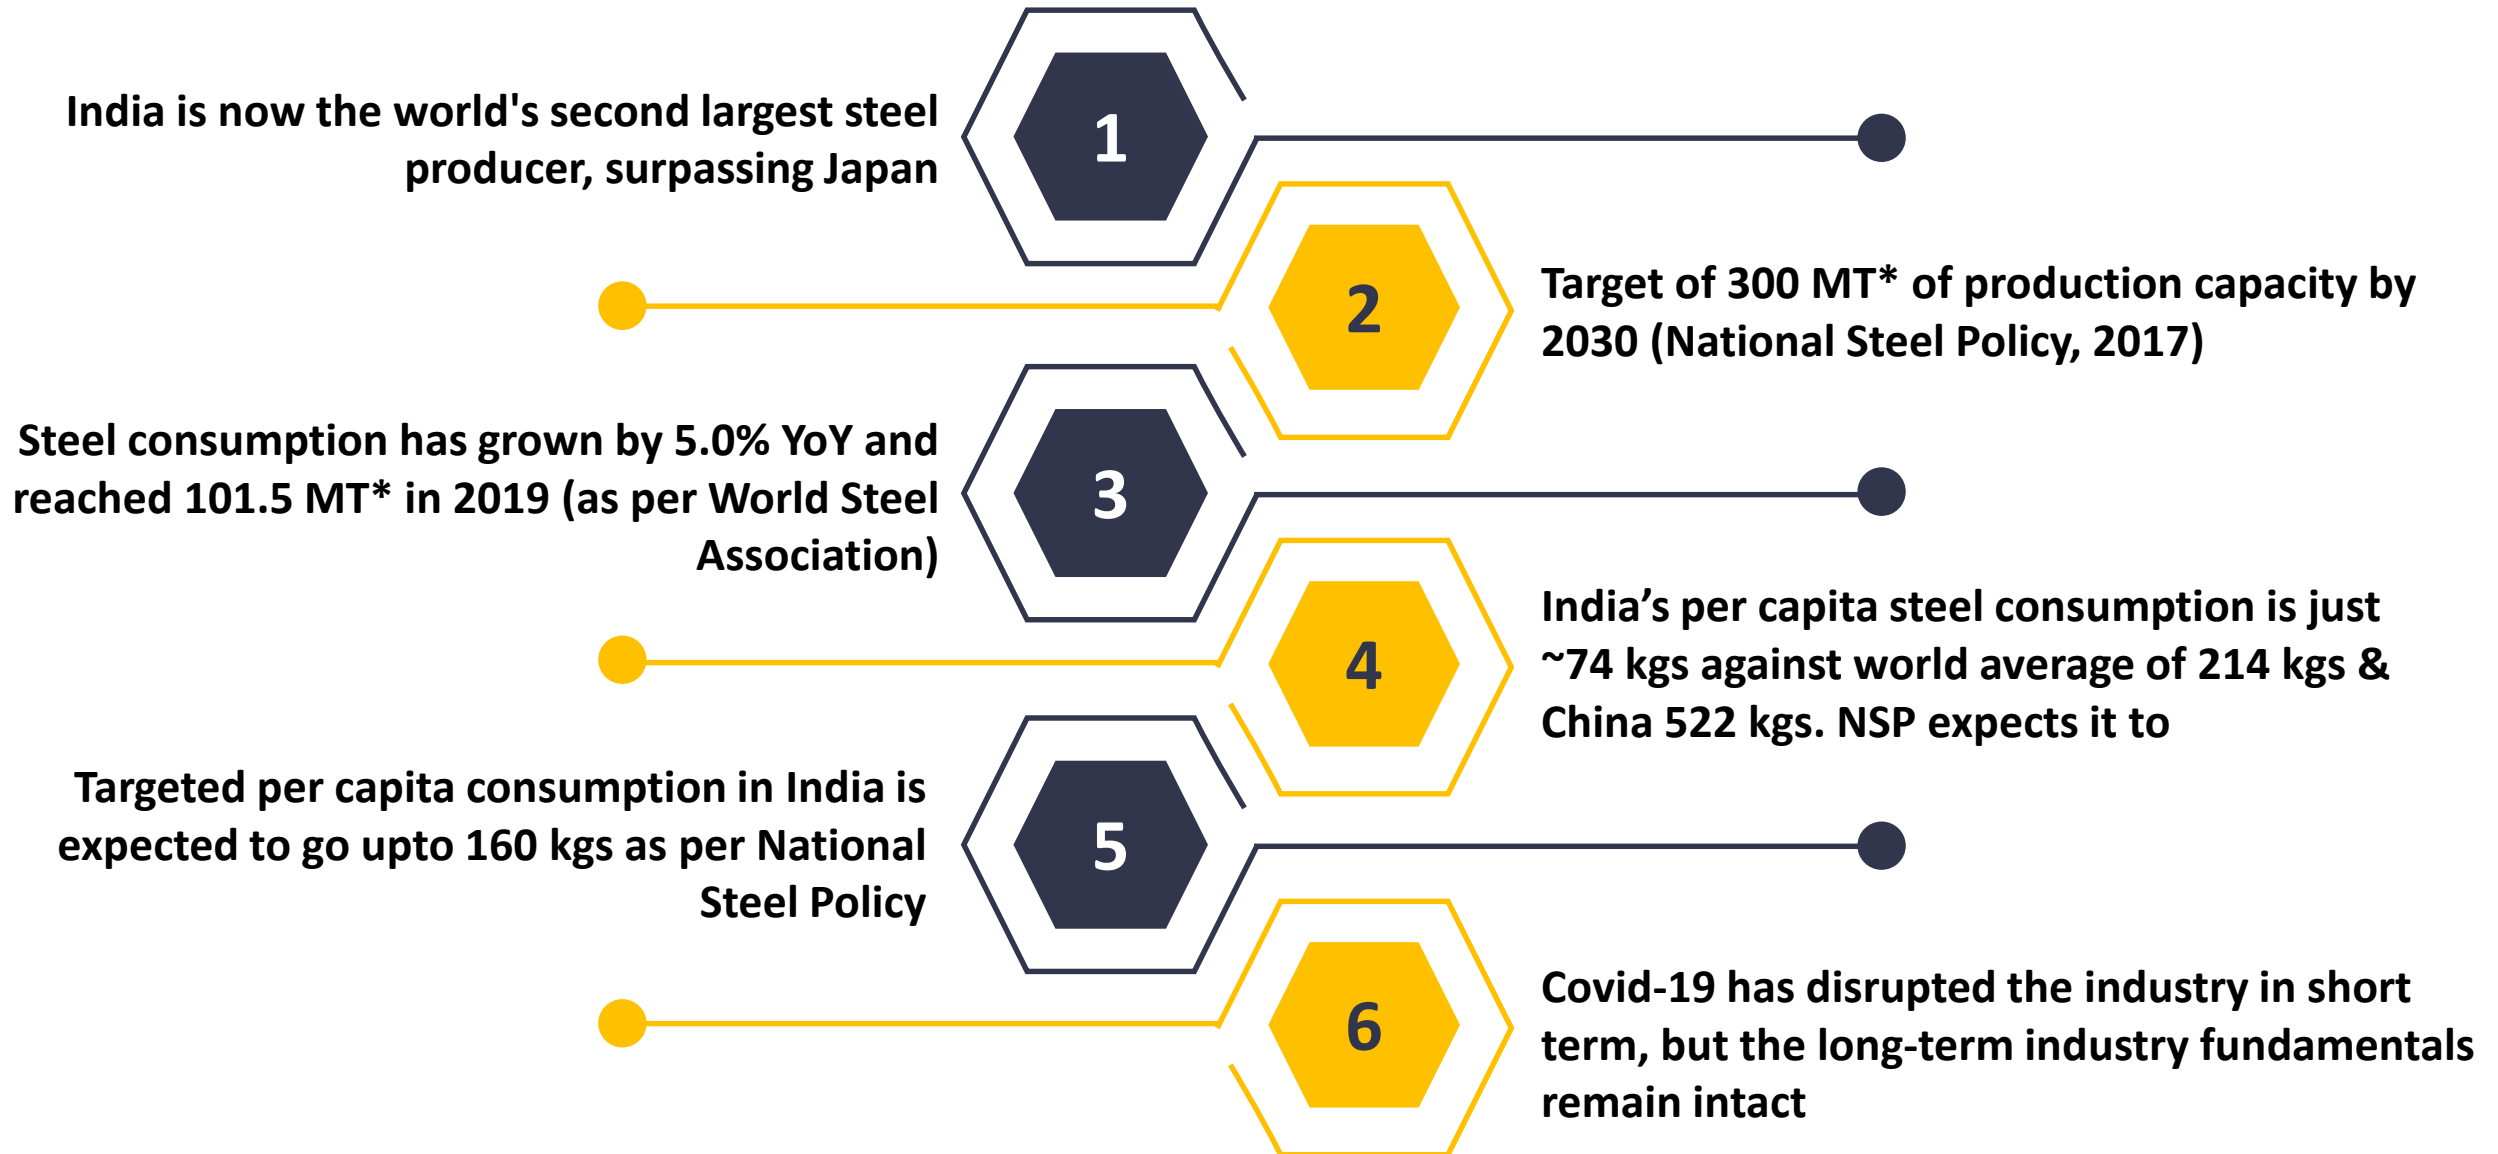 India is now the world's second largest steel
producer, surpassing Japan
1
2
Target of 300 MT* of production capacity by
2030 (National Steel Policy, 2017)
Steel consumption has grown by 5.0% YoY and
reached 101.5 MT* in 2019 (as per World Steel
Association)
3
4
India’s per capita steel consumption is just
~74 kgs against world average of 214 kgs &
China 522 kgs. NSP expects it to
Targeted per capita consumption in India is
expected to go upto 160 kgs as per National
Steel Policy
5
6
Covid-19 has disrupted the industry in short
term, but the long-term industry fundamentals
remain intact